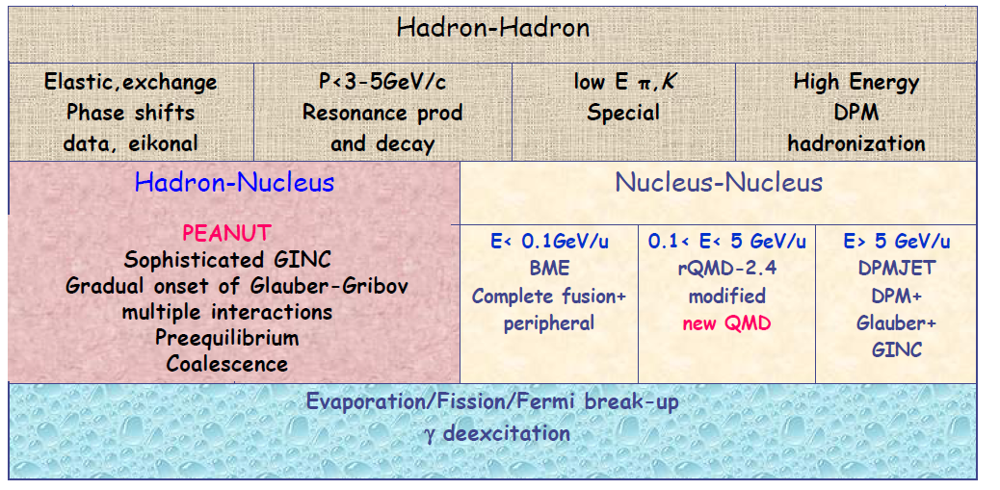 Hadron-Hadron
Elastic,exchange
Phase shifts
data, eikonal
P<3-5GeV/c
Resonance prod
and decay
low E π,K
Special
High Energy
DPM
hadronization
Hadron-Nucleus
PEANUT
Sophisticated GINC
Gradual onset of Glauber-Gribov
multiple interactions
Preequilibrium
Coalescence
Nucleus-Nucleus
E< 0.1GeV/u
BME
Complete fusion+
peripheral
0.1< E< 5 GeV/u
rQMD-2.4
modified
new QMD
E> 5 GeV/u
DPMJET
DPM+
Glauber+
GINC
Evaporation/Fission/Fermi break-up
γ deexcitation